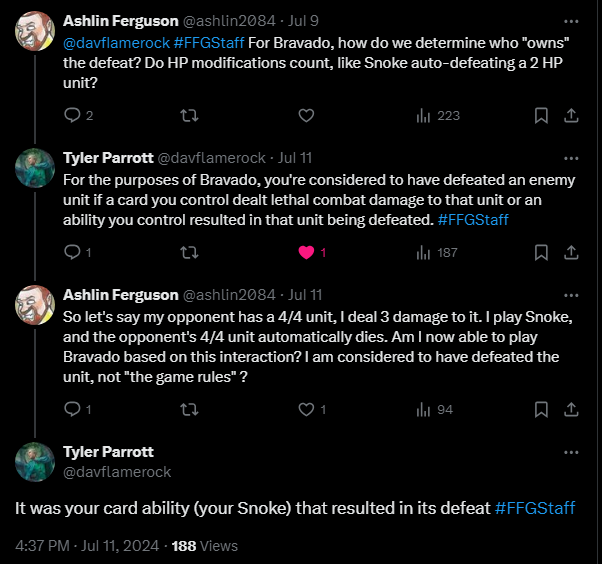 Ashlin Ferguson @ashlin2084 · Jul 9
@davflamerock #FFGStaff For Bravado, how do we determine who "owns"
the defeat? Do HP modifications count, like Snoke auto-defeating a 2 HP
unit?
2 223
Tyler Parrott @davflamerock · Jul 11
For the purposes of Bravado, you're considered to have defeated an enemy
unit if a card you control dealt lethal combat damage to that unit or an
ability you control resulted in that unit being defeated. #FFGStaff
1 1 187
Ashlin Ferguson @ashlin2084 · Jul 11
So let's say my opponent has a 4/4 unit, I deal 3 damage to it. I play Snoke,
and the opponent's 4/4 unit automatically dies. Am I now able to play
Bravado based on this interaction? I am considered to have defeated the
unit, not "the game rules" ?
1 1 94
Tyler Parrott
@davflamerock
It was your card ability (your Snoke) that resulted in its defeat #FFGStaff
4:37 PM · Jul 11, 2024 · 188 Views